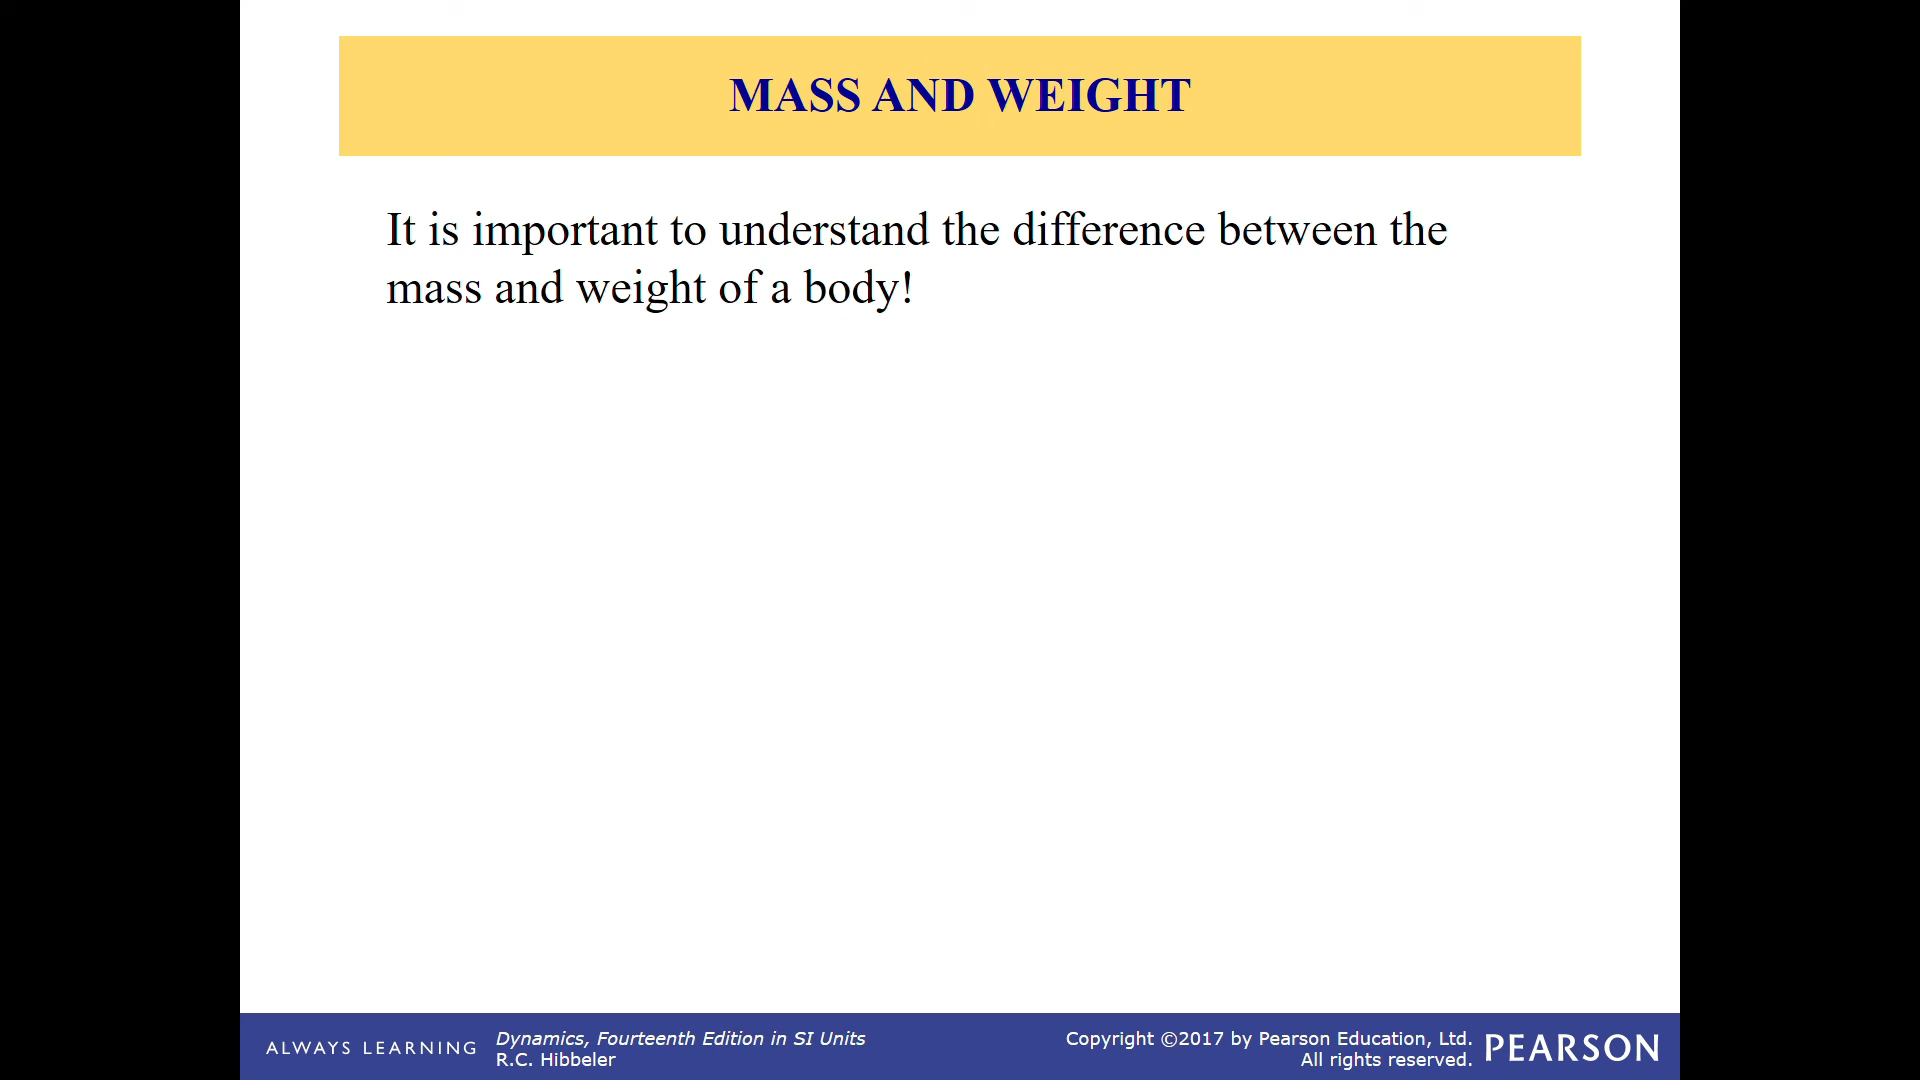 MASS AND WEIGHT
It is important to understand the difference between the
mass and weight of a body!
ALWAYS LEARNING
Dynamics, Fourteenth Edition in SI Units
R.C. Hibbeler
Copyright ©2017 by Pearson Education, Ltd.
All rights reserved.
PEARSON